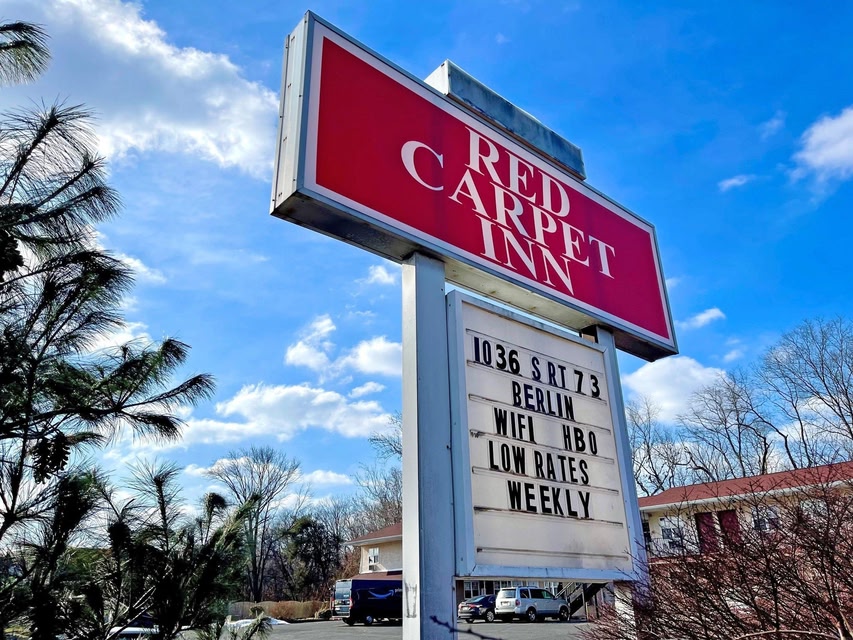 RED
CARPET
INN
1036 S RT 73
BERLIN
WIFI HBO
LOW RATES
WEEKLY